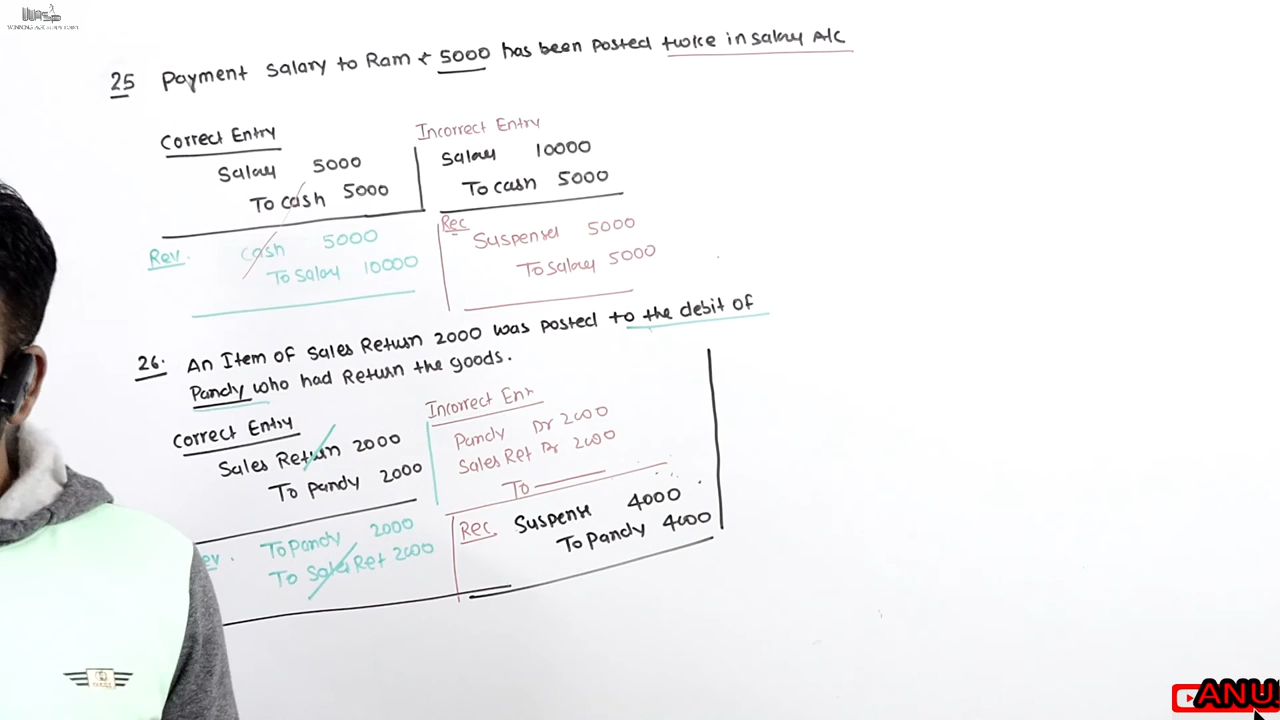 WASP
25 Payment salary to Ram ₹ 5000 has been posted twice in salary A/C
Correct Entry
Salary 5000
To cash 5000
Incorrect Entry
Salary 10000
To cash 5000
Rev. Cash 5000
To salary 10000
Rec
Suspense 5000
To salary 5000
26. An Item of Sales Return 2000 was posted to the debit of
Pandy who had Return the goods.
Correct Entry
Sales Return 2000
To Pandy 2000
Incorrect Ent
Pandy Dr 2000
Sales Ret Dr 2000
To
ev. To Pandy 2000
To Sales Ret 2000
Rec Suspense 4000
To Pandy 4000
ANU